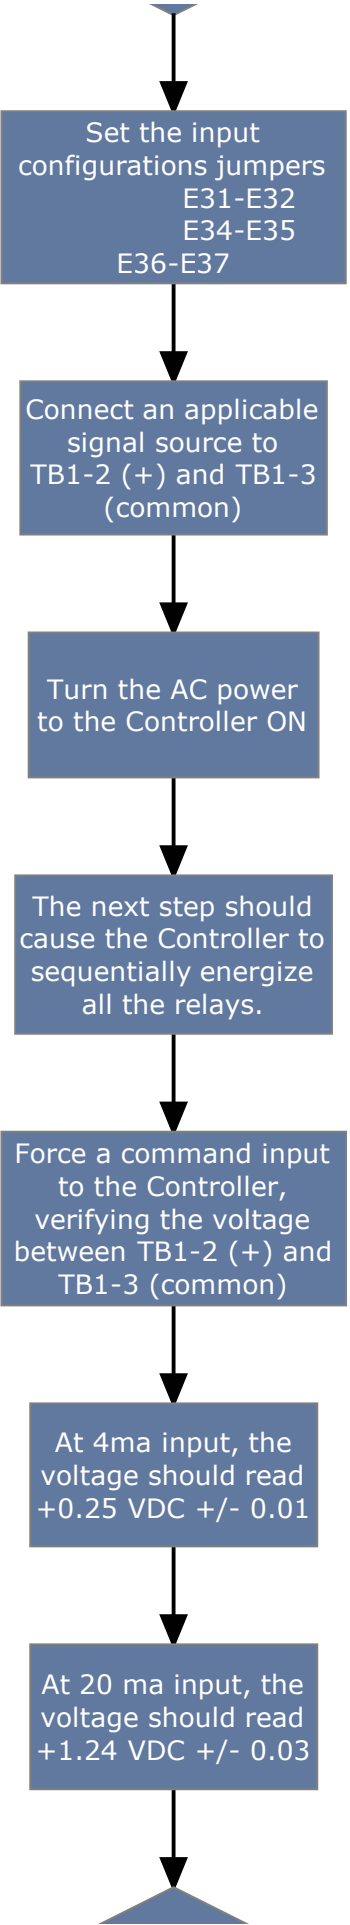 Set the input
configurations jumpers
E31-E32
E34-E35
E36-E37
Connect an applicable
signal source to
TB1-2 (+) and TB1-3
(common)
Turn the AC power
to the Controller ON
The next step should
cause the Controller to
sequentially energize
all the relays.
Force a command input
to the Controller,
verifying the voltage
between TB1-2 (+) and
TB1-3 (common)
At 4ma input, the
voltage should read
+0.25 VDC +/- 0.01
At 20 ma input, the
voltage should read
+1.24 VDC +/- 0.03